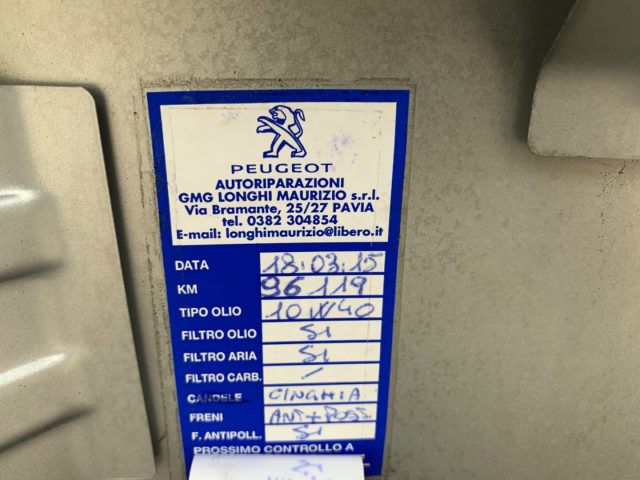 PEUGEOT
AUTORIPARAZIONI
GMG LONGHI MAURIZIO s.r.l.
Via Bramante, 25/27 PAVIA
tel. 0382 304854
E-mail: longhimaurizio@libero.it
DATA 18.03.15
KM 96119
TIPO OLIO 10W40
FILTRO OLIO SI
FILTRO ARIA SI
FILTRO CARB. /
CANDELE CINGHIA
FRENI ANT+POST
F. ANTIPOLL. SI
PROSSIMO CONTROLLO A